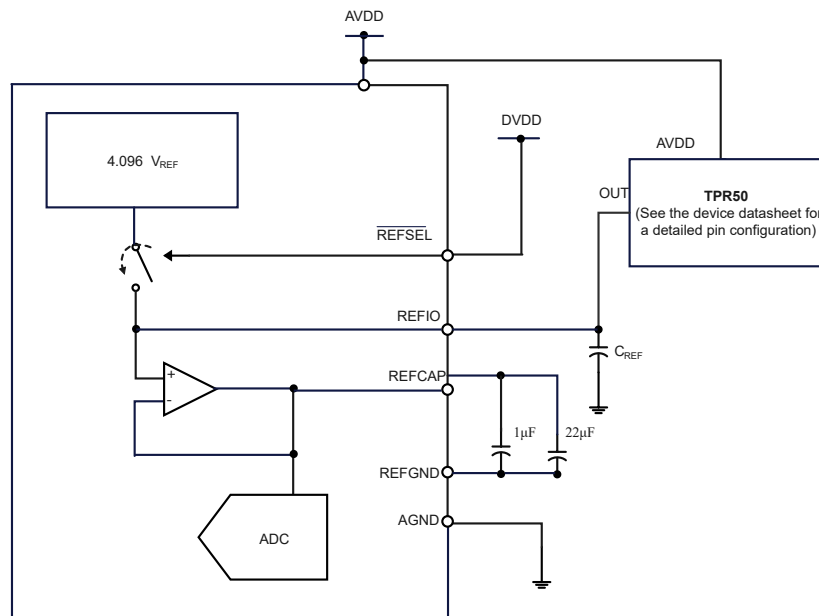 AVDD
DVDD
4.096 VREF
AVDD
OUT
TPR50
(See the device datasheet for
a detailed pin configuration)
REFSEL
REFIO
CREF
+
-
REFCAP
1µF
22µF
REFGND
AGND
ADC